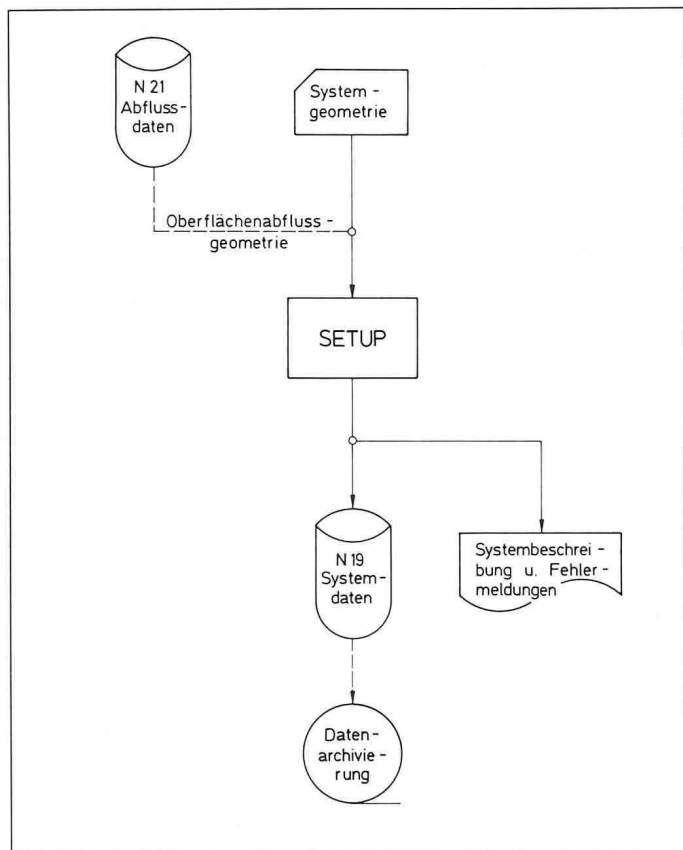 N 21
Abfluss-
daten
System-
geometrie
Oberflächenabfluss-
geometrie
SETUP
N 19
System-
daten
Systembeschrei-
bung u. Fehler-
meldungen
Daten-
archivie-
rung